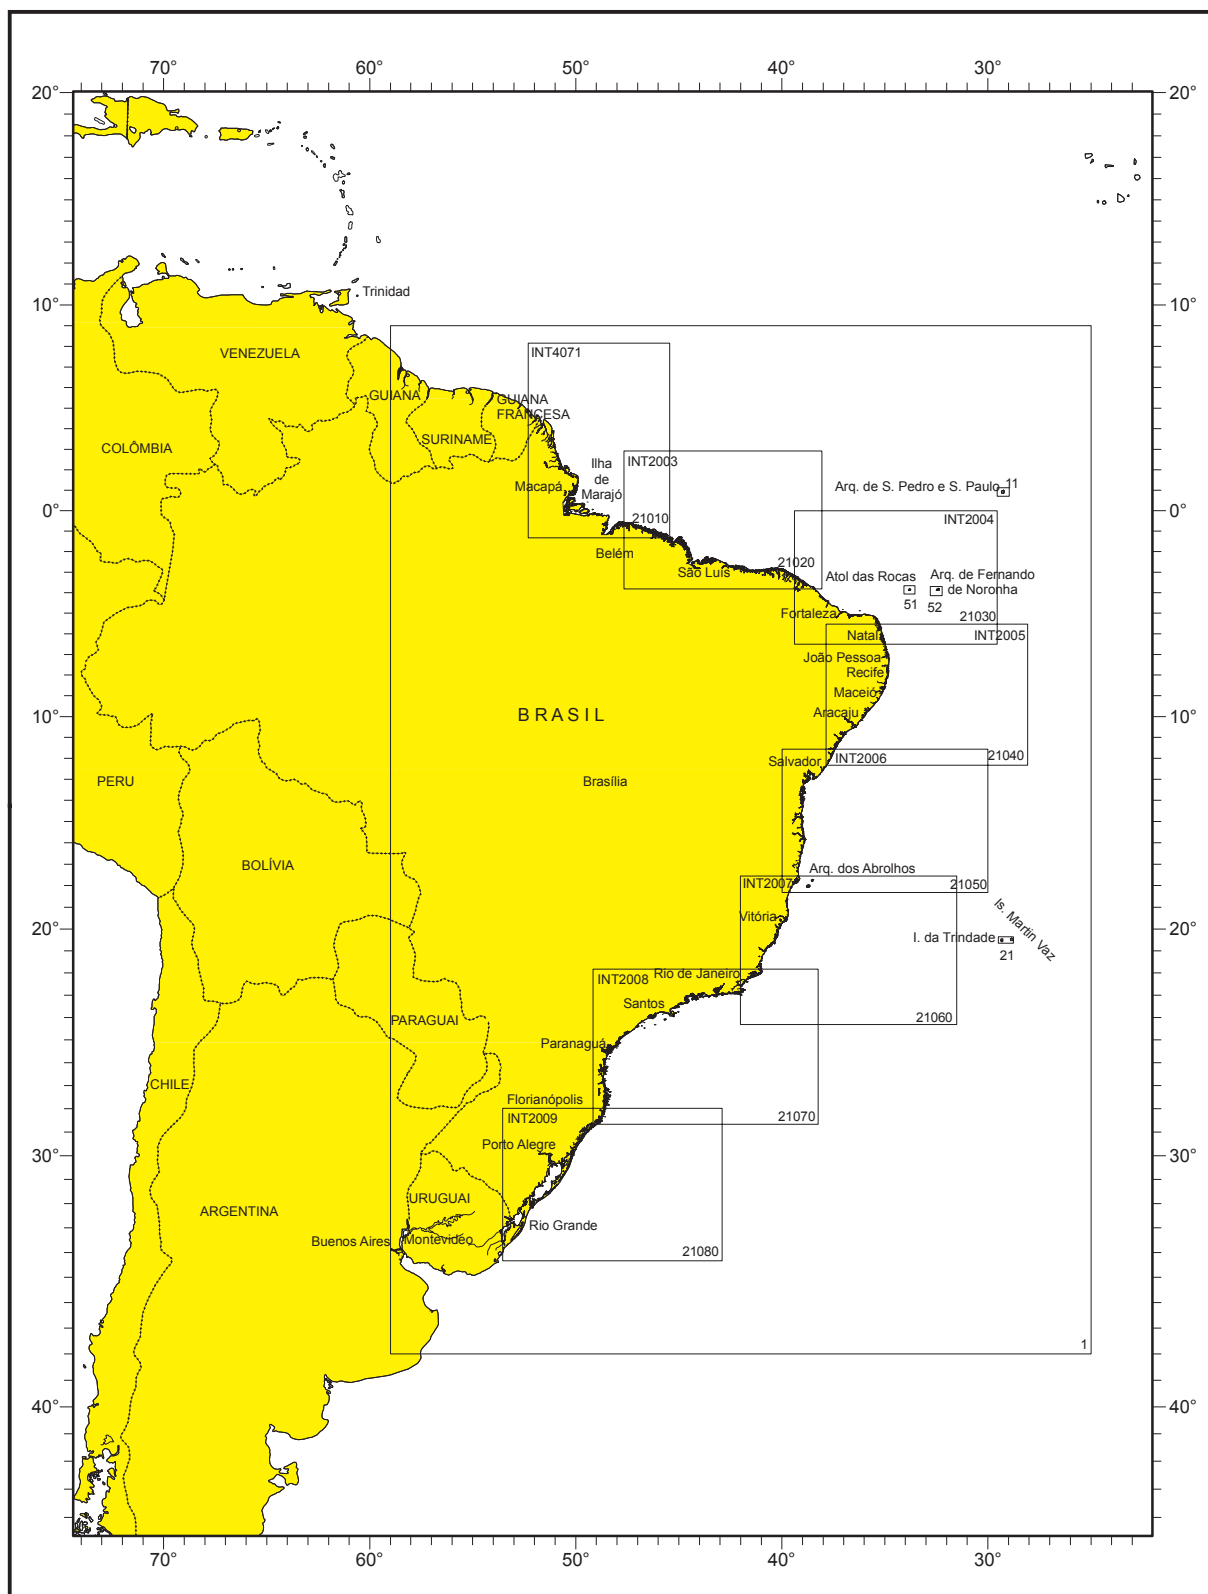 70° 60° 50° 40° 30°
20° 20°
Trinidad
10° 10°
VENEZUELA
INT4071
GUIANA
GUIANA
FRANCESA
COLÔMBIA
SURINAME
INT2003
Ilha
de
Marajó
Macapá
Arq. de S. Pedro e S. Paulo
11
0° 0°
21010
INT2004
Belém
São Luís
21020
Atol das Rocas
Arq. de Fernando
de Noronha
51
52
Fortaleza
21030
Natal
INT2005
João Pessoa
Recife
Maceió
Aracaju
10° 10°
BRASIL
Salvador
INT2006
21040
PERU
Brasília
BOLÍVIA
Arq. dos Abrolhos
INT2007
21050
Vitória
20° 20°
Is. Martin Vaz
I. da Trindade
21
Rio de Janeiro
INT2008
Santos
PARAGUAI
21060
Paranaguá
CHILE
Florianópolis
INT2009
21070
Porto Alegre
30° 30°
URUGUAI
ARGENTINA
Rio Grande
Buenos Aires
Montevidéo
21080
1
40° 40°
70° 60° 50° 40° 30°